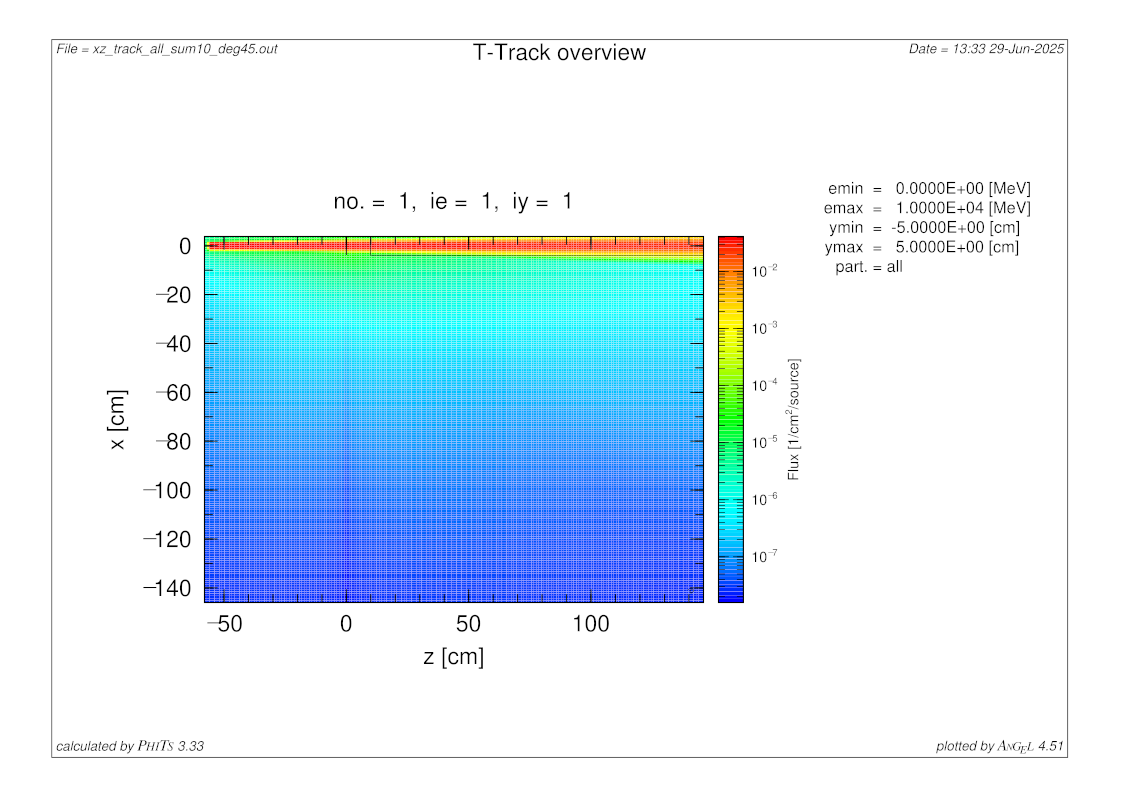 File = xz_track_all_sum10_deg45.out
T-Track overview
Date = 13:33 29-Jun-2025
no. = 1, ie = 1, iy = 1
emin = 0.0000E+00 [MeV]
emax = 1.0000E+04 [MeV]
ymin = -5.0000E+00 [cm]
ymax = 5.0000E+00 [cm]
part. = all
0
−20
−40
−60
−80
−100
−120
−140
x [cm]
−50
0
50
100
z [cm]
10⁻²
10⁻³
10⁻⁴
10⁻⁵
10⁻⁶
10⁻⁷
Flux [1/cm²/source]
calculated by PHITS 3.33
plotted by ANGEL 4.51